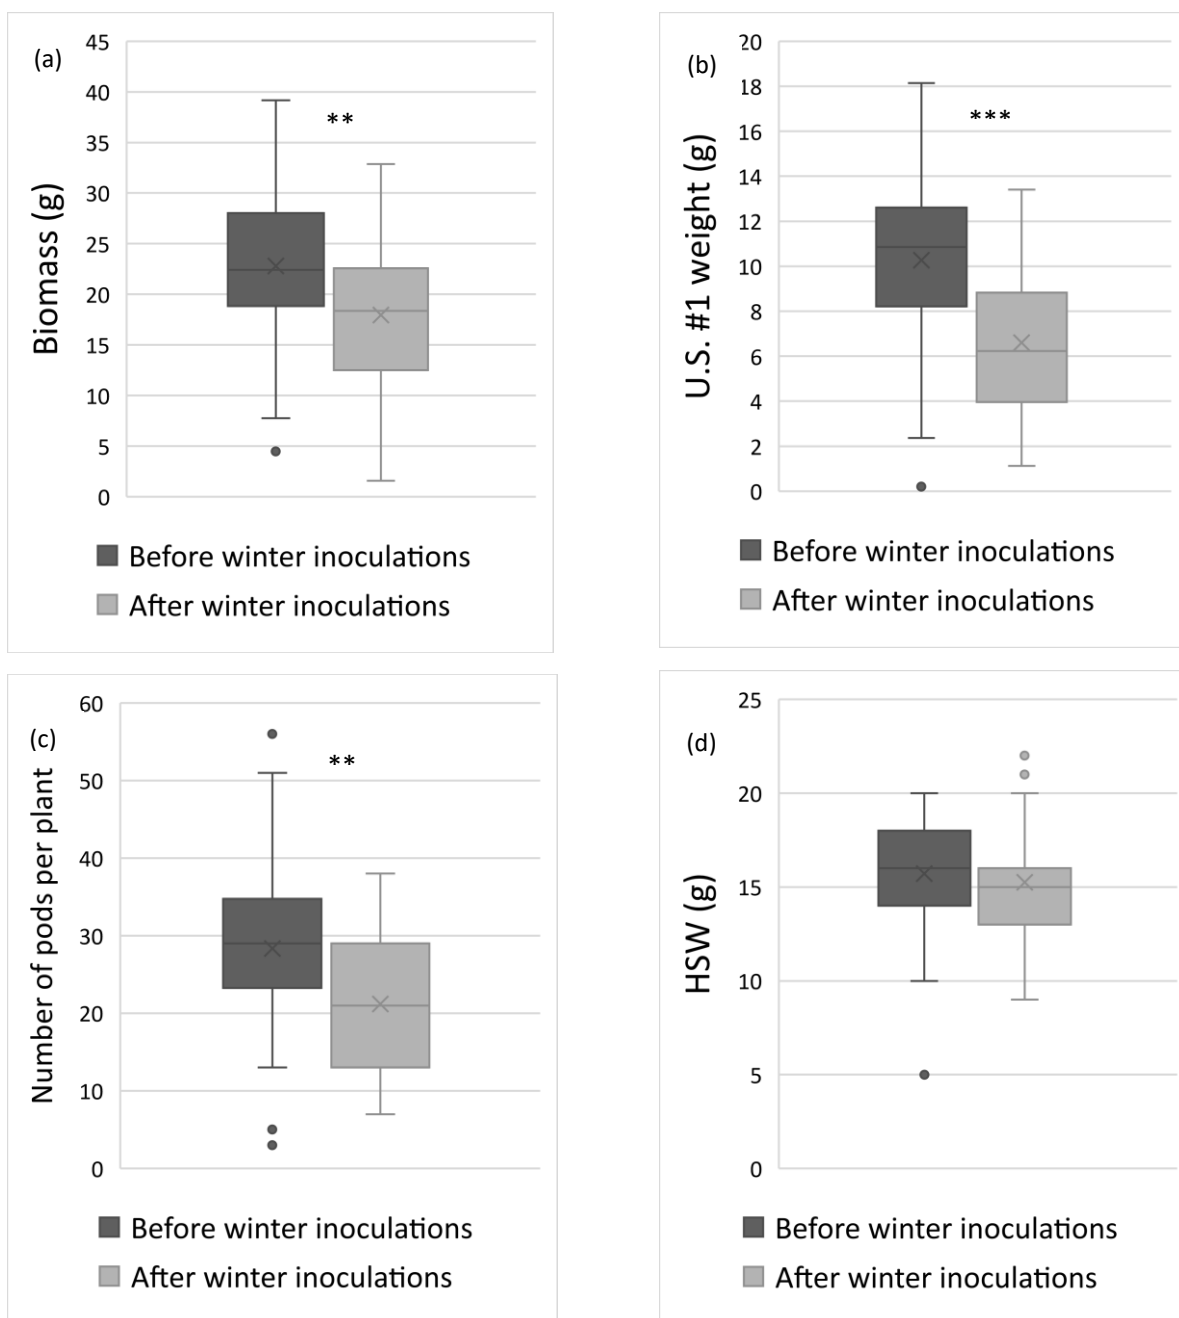 (a)
Biomass (g)
45
40
35
30
25
20
15
10
5
0
**
Before winter inoculations
After winter inoculations
(b)
U.S. #1 weight (g)
20
18
16
14
12
10
8
6
4
2
0
***
Before winter inoculations
After winter inoculations
(c)
Number of pods per plant
60
50
40
30
20
10
0
**
Before winter inoculations
After winter inoculations
(d)
HSW (g)
25
20
15
10
5
0
Before winter inoculations
After winter inoculations